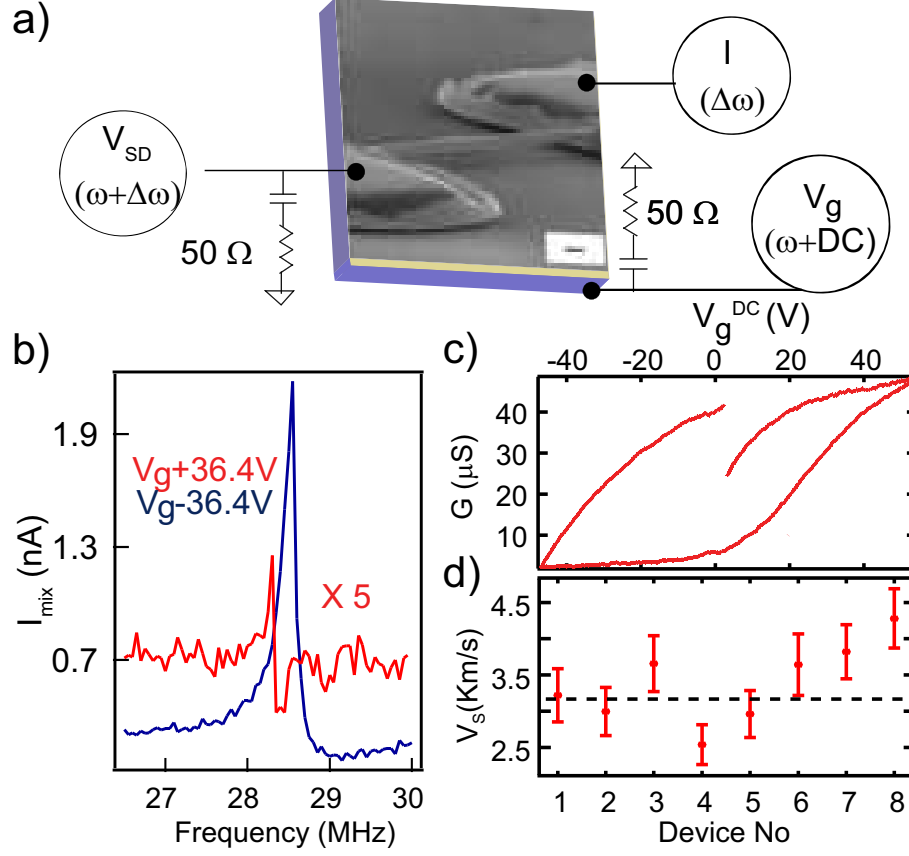 a)
I
(Δω)
V_SD
(ω+Δω)
50 Ω
50 Ω
V_g
(ω+DC)
V_g^DC (V)
b)
I_mix (nA)
1.9
1.3
0.7
Vg+36.4V
Vg-36.4V
X 5
27 28 29 30
Frequency (MHz)
c)
-40 -20 0 20 40
G (μS)
40
30
20
10
d)
V_S(Km/s)
4.5
3.5
2.5
1 2 3 4 5 6 7 8
Device No